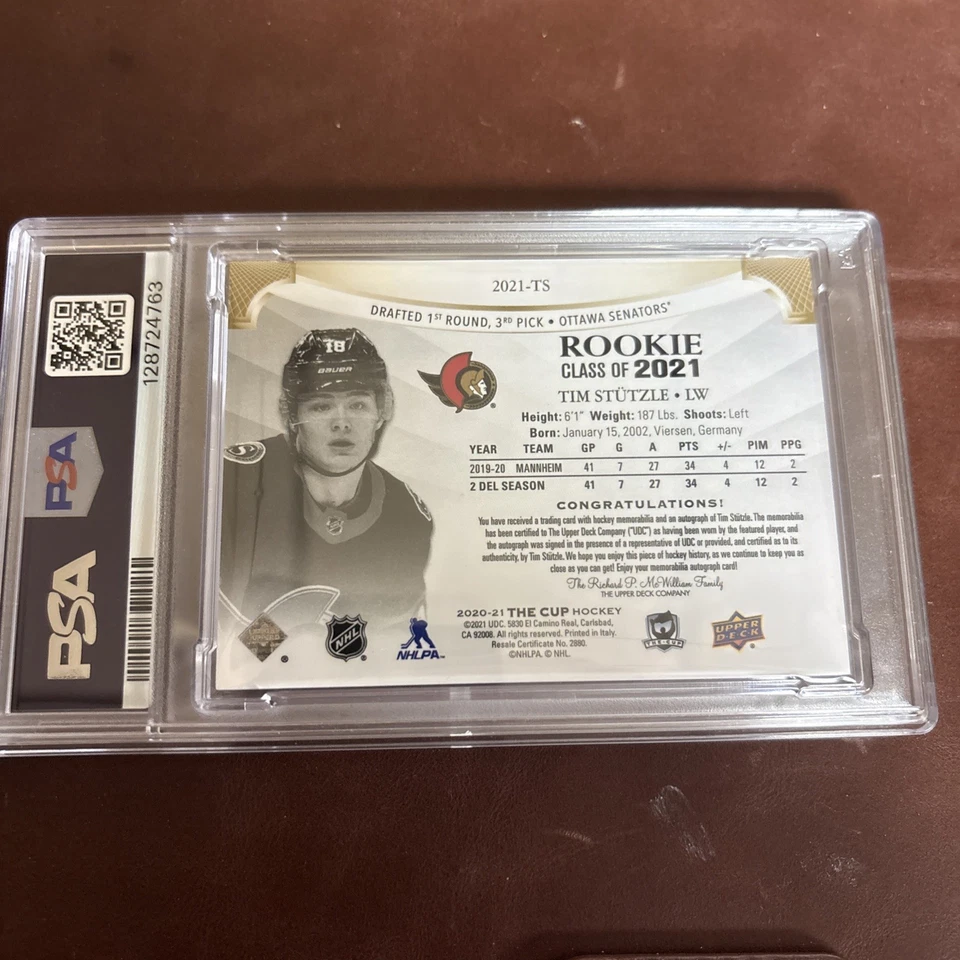 128724763
PSA
PSA
2021-TS
DRAFTED 1ST ROUND, 3RD PICK • OTTAWA SENATORS®
ROOKIE
CLASS OF 2021
TIM STÜTZLE • LW
Height: 6'1" Weight: 187 Lbs. Shoots: Left
Born: January 15, 2002, Viersen, Germany
YEAR TEAM GP G A PTS +/- PIM PPG
2019-20 MANNHEIM 41 7 27 34 4 12 2
2 DEL SEASON 41 7 27 34 4 12 2
CONGRATULATIONS!
You have received a trading card with hockey memorabilia and an autograph of Tim Stützle. The memorabilia
has been certified to The Upper Deck Company ("UDC") as having been worn by the featured player, and
the autograph was signed in the presence of a representative of UDC or provided, and certified as to its
authenticity, by Tim Stützle. We hope you enjoy this piece of hockey history, as we continue to keep you as
close as you can get! Enjoy your memorabilia autograph card!
The Richard P. McWilliam Family
THE UPPER DECK COMPANY
2020-21 THE CUP HOCKEY
©2021 UDC. 5830 El Camino Real, Carlsbad,
CA 92008. All rights reserved. Printed in Italy.
Resale Certificate No. 2880.
©NHLPA. © NHL.
18
BAUER
NHL
NHLPA
THE CUP
UPPER DECK